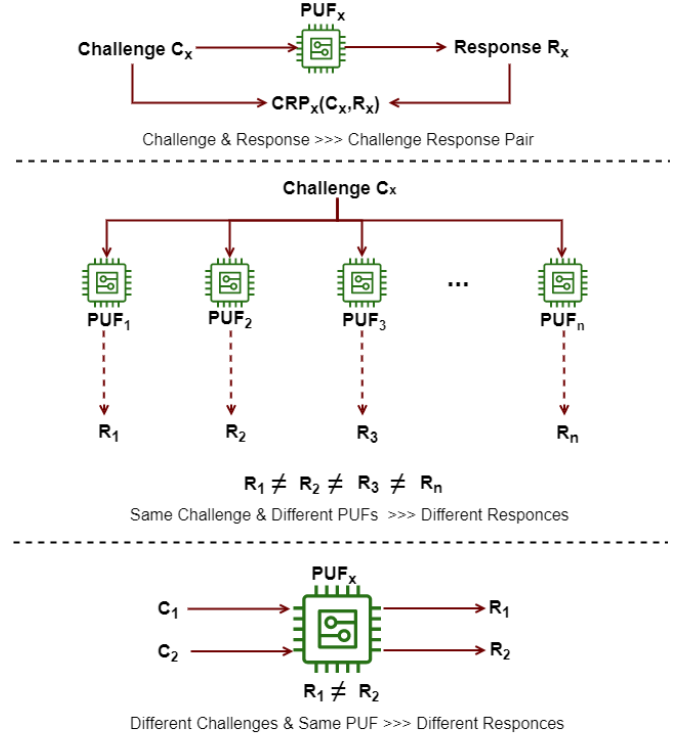 PUFₓ
Challenge Cₓ Response Rₓ
CRPₓ(Cₓ,Rₓ)
Challenge & Response >>> Challenge Response Pair
Challenge Cₓ
...
PUF₁ PUF₂ PUF₃ PUFₙ
R₁ R₂ R₃ Rₙ
R₁ ≠ R₂ ≠ R₃ ≠ Rₙ
Same Challenge & Different PUFs >>> Different Responces
PUFₓ
C₁ R₁
C₂ R₂
R₁ ≠ R₂
Different Challenges & Same PUF >>> Different Responces